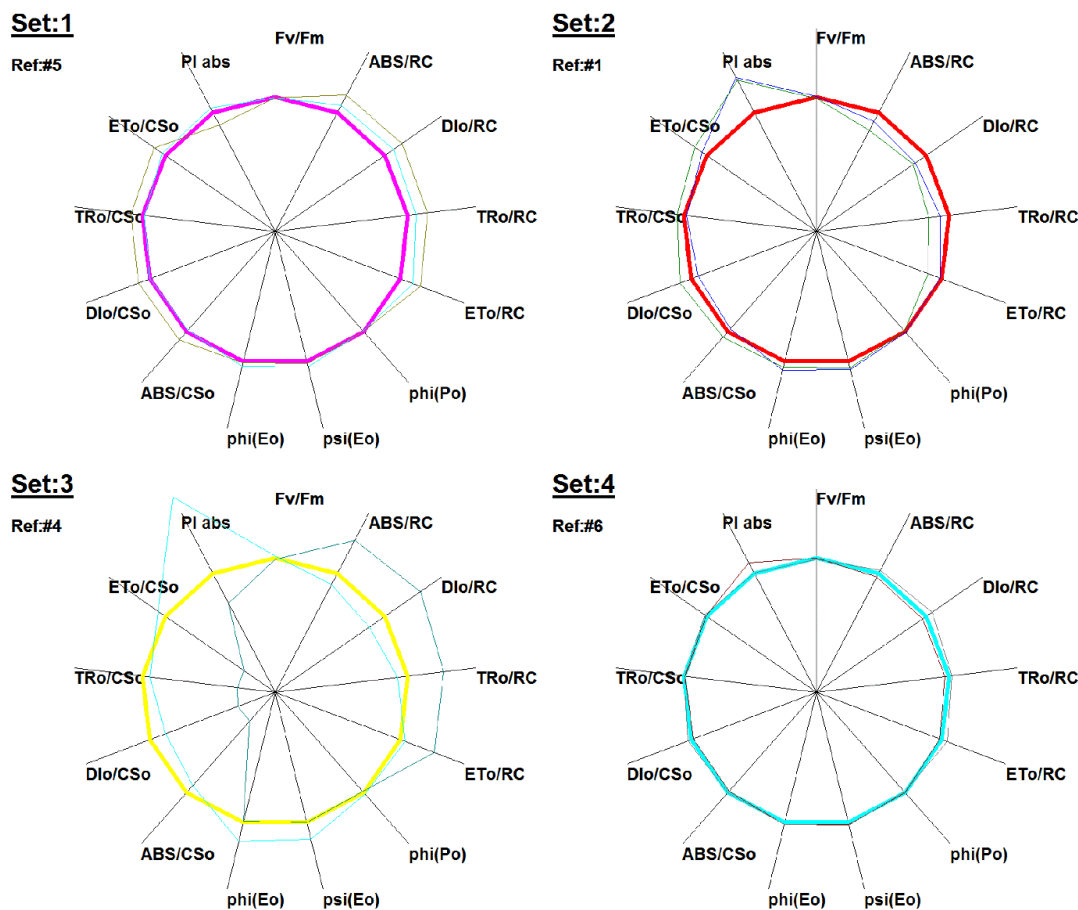 Set:1
Ref:#5
Fv/Fm
ABS/RC
DIo/RC
TRo/RC
ETo/RC
phi(Po)
psi(Eo)
phi(Eo)
ABS/CSo
DIo/CSo
TRo/CSo
ETo/CSo
PI abs
Set:2
Ref:#1
Fv/Fm
ABS/RC
DIo/RC
TRo/RC
ETo/RC
phi(Po)
psi(Eo)
phi(Eo)
ABS/CSo
DIo/CSo
TRo/CSo
ETo/CSo
PI abs
Set:3
Ref:#4
Fv/Fm
ABS/RC
DIo/RC
TRo/RC
ETo/RC
phi(Po)
psi(Eo)
phi(Eo)
ABS/CSo
DIo/CSo
TRo/CSo
ETo/CSo
PI abs
Set:4
Ref:#6
Fv/Fm
ABS/RC
DIo/RC
TRo/RC
ETo/RC
phi(Po)
psi(Eo)
phi(Eo)
ABS/CSo
DIo/CSo
TRo/CSo
ETo/CSo
PI abs